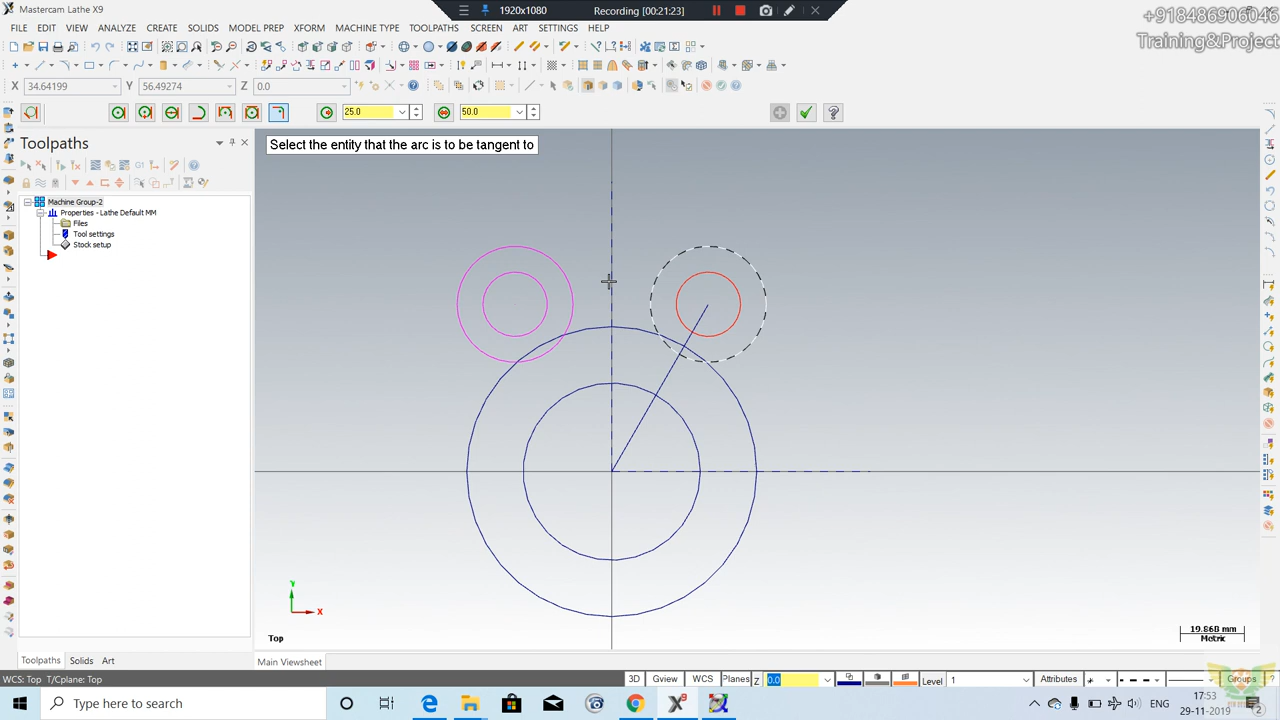 Mastercam Lathe X9
1920x1080
Recording [00:21:23]
+918486906046
Training&Project
FILE EDIT VIEW ANALYZE CREATE SOLIDS MODEL PREP XFORM MACHINE TYPE TOOLPATHS SCREEN ART SETTINGS HELP
X 34.64199 Y 56.49274 Z 0.0
25.0 50.0
Toolpaths
Select the entity that the arc is to be tangent to
G1
Machine Group-2
Properties - Lathe Default MM
Files
Tool settings
Stock setup
Y
X
Top
19.868 mm
Metric
Toolpaths Solids Art
Main Viewsheet
WCS: Top T/Cplane: Top
3D Gview WCS Planes Z 0.0 Level 1 Attributes Groups ?
Type here to search
ENG
17:53
29-11-2019
2